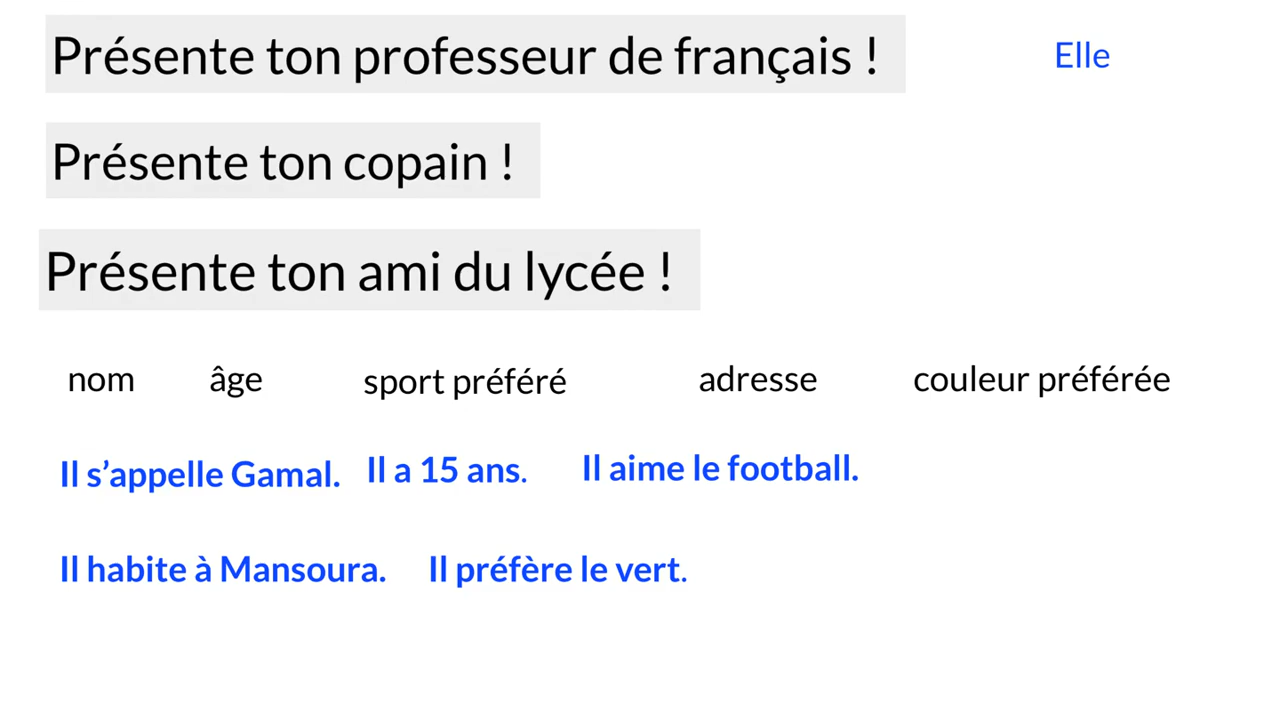 Présente ton professeur de français !
Elle
Présente ton copain !
Présente ton ami du lycée !
nom âge sport préféré adresse couleur préférée
Il s’appelle Gamal. Il a 15 ans. Il aime le football.
Il habite à Mansoura. Il préfère le vert.